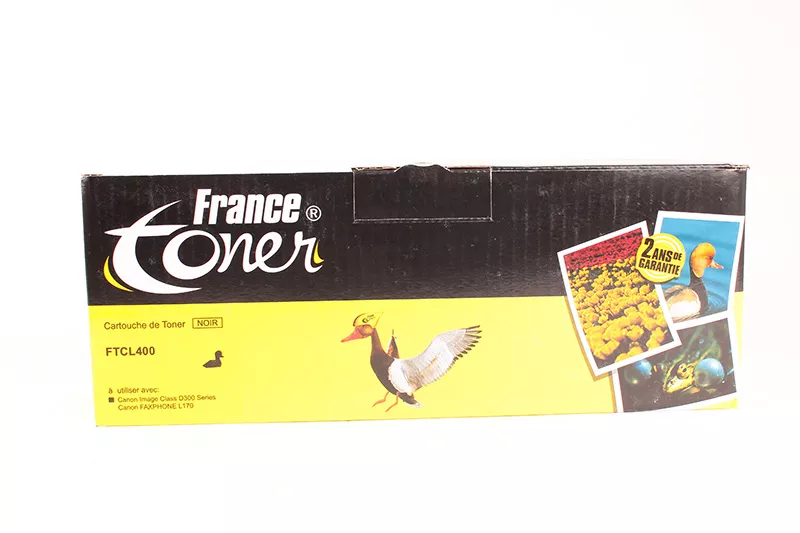 France ®
toner
2 ANS DE
GARANTIE
Cartouche de Toner NOIR
FTCL400
à utiliser avec:
Canon Image Class D300 Series
Canon FAXPHONE L170